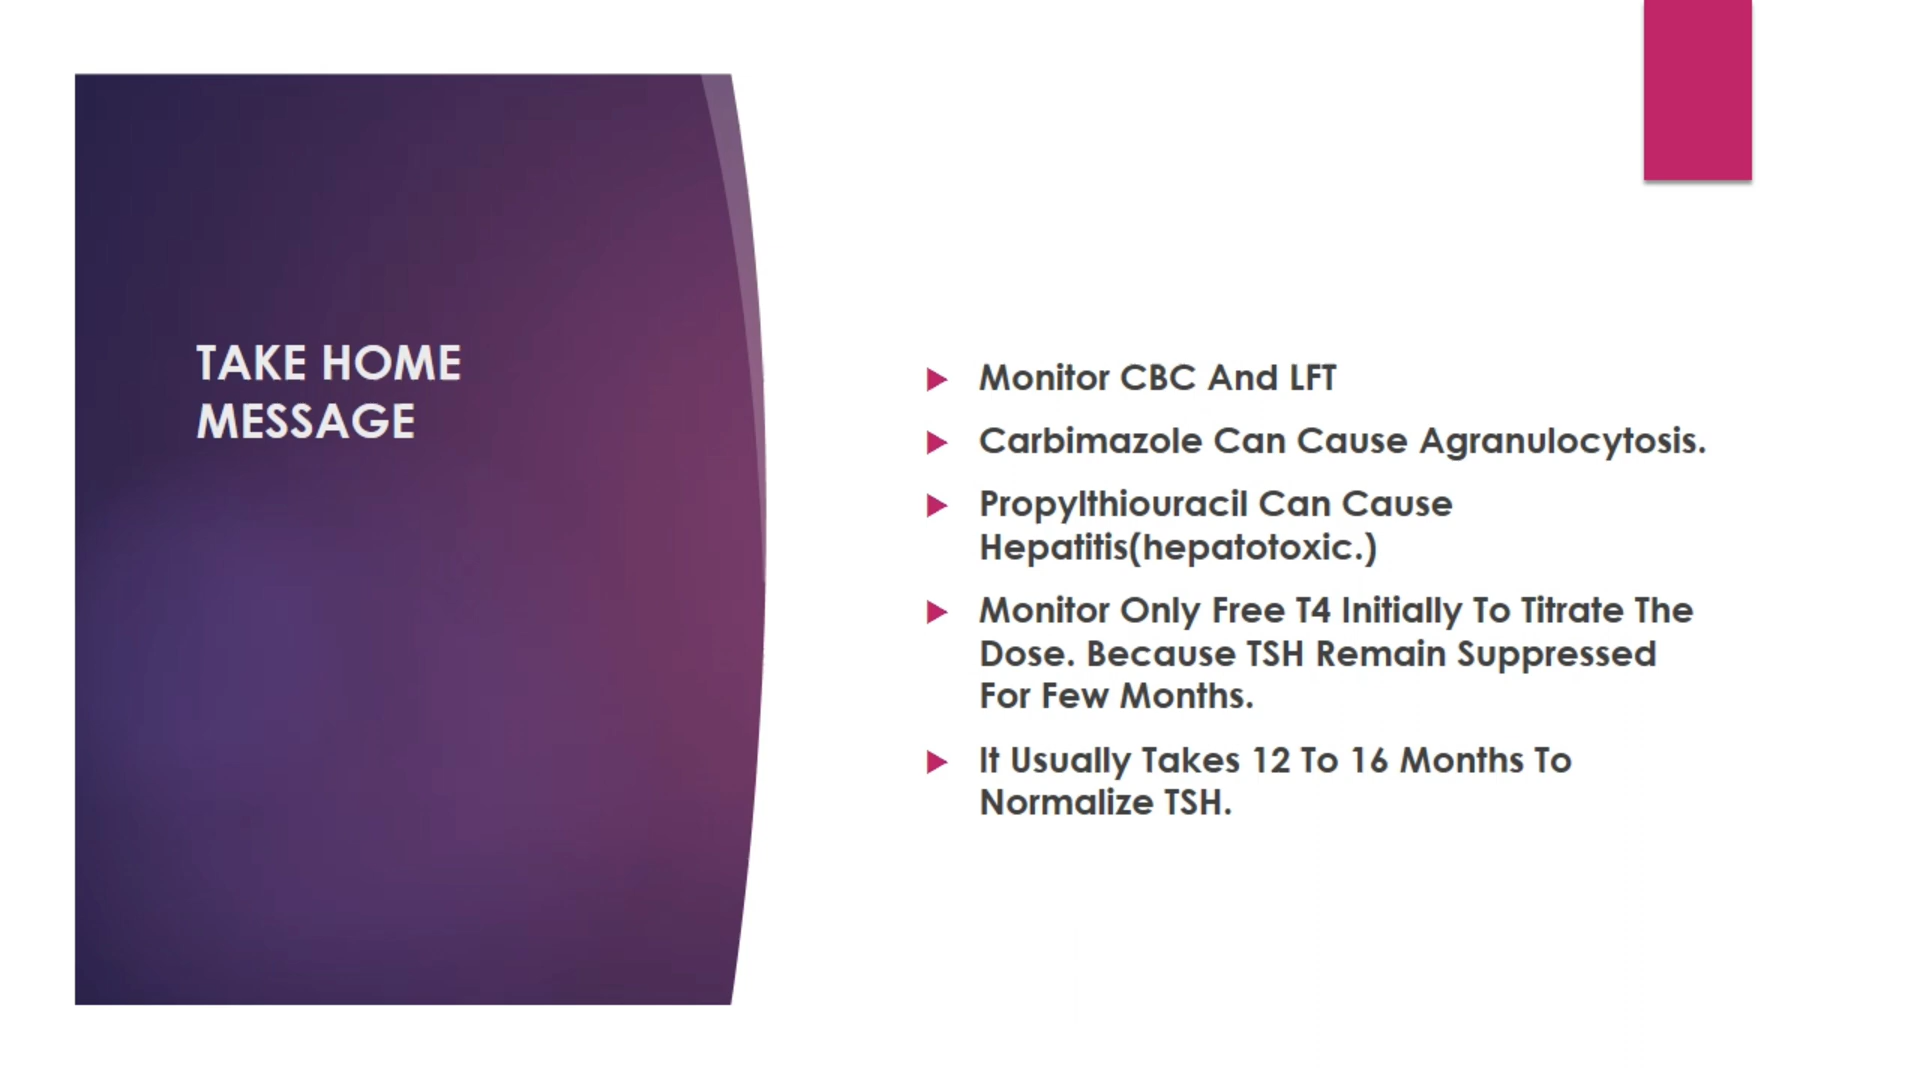 TAKE HOME
MESSAGE
Monitor CBC And LFT
Carbimazole Can Cause Agranulocytosis.
Propylthiouracil Can Cause
Hepatitis(hepatotoxic.)
Monitor Only Free T4 Initially To Titrate The
Dose. Because TSH Remain Suppressed
For Few Months.
It Usually Takes 12 To 16 Months To
Normalize TSH.